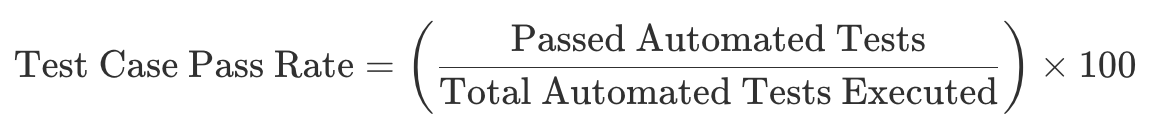 Test Case Pass Rate = ( Passed Automated Tests / Total Automated Tests Executed ) × 100